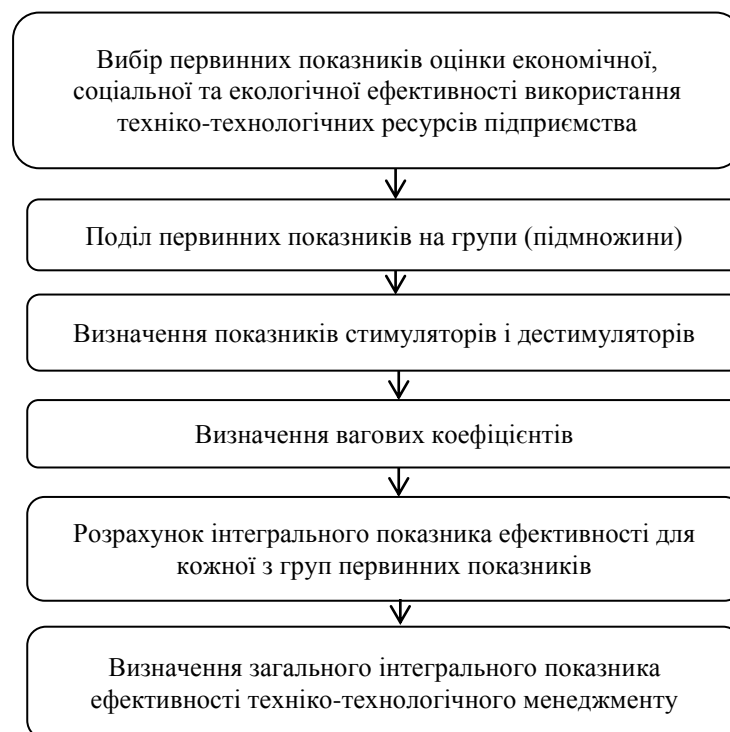 Вибір первинних показників оцінки економічної,
соціальної та екологічної ефективності використання
техніко-технологічних ресурсів підприємства
Поділ первинних показників на групи (підмножини)
Визначення показників стимуляторів і дестимуляторів
Визначення вагових коефіцієнтів
Розрахунок інтегрального показника ефективності для
кожної з груп первинних показників
Визначення загального інтегрального показника
ефективності техніко-технологічного менеджменту